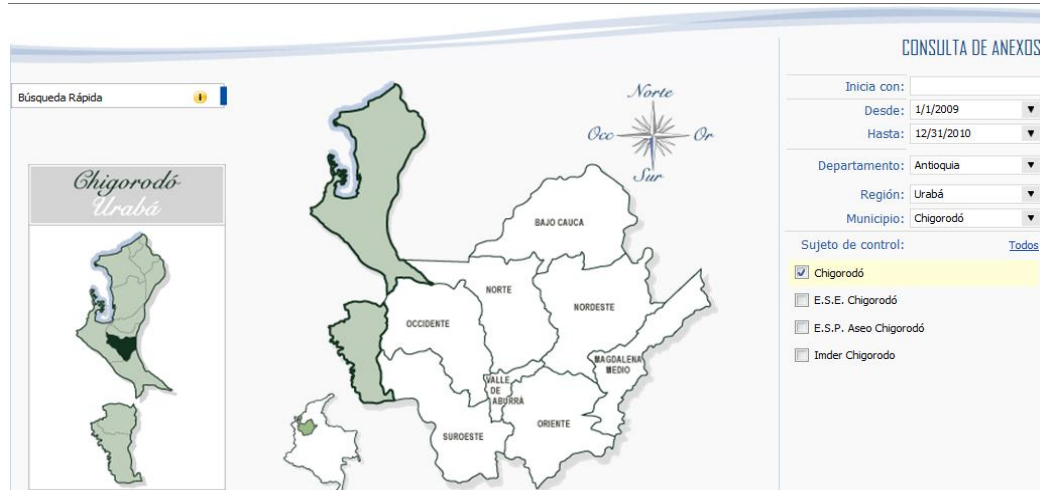 CONSULTA DE ANEXOS
Búsqueda Rápida
Chigorodó
Urabá
Norte
Occ
Or
Sur
BAJO CAUCA
NORTE
NORDESTE
OCCIDENTE
MAGDALENA
MEDIO
VALLE
DE
ABURRÁ
ORIENTE
SUROESTE
Inicia con:
Desde: 1/1/2009
Hasta: 12/31/2010
Departamento: Antioquia
Región: Urabá
Municipio: Chigorodó
Sujeto de control: Todos
Chigorodó
E.S.E. Chigorodó
E.S.P. Aseo Chigorodó
Imder Chigorodo